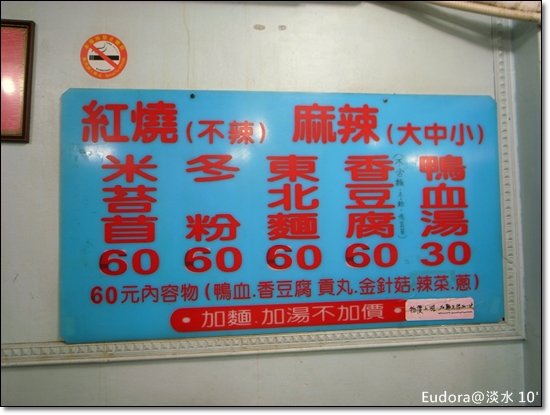 紅燒(不辣) 麻辣(大中小)
米苔苜 60
冬粉 60
東北麵 60
香豆腐 60
鴨血湯 30
60元內容物(鴨血.香豆腐 貢丸.金針菇.辣菜.蔥)
加麵.加湯不加價
Eudora@淡水 10'